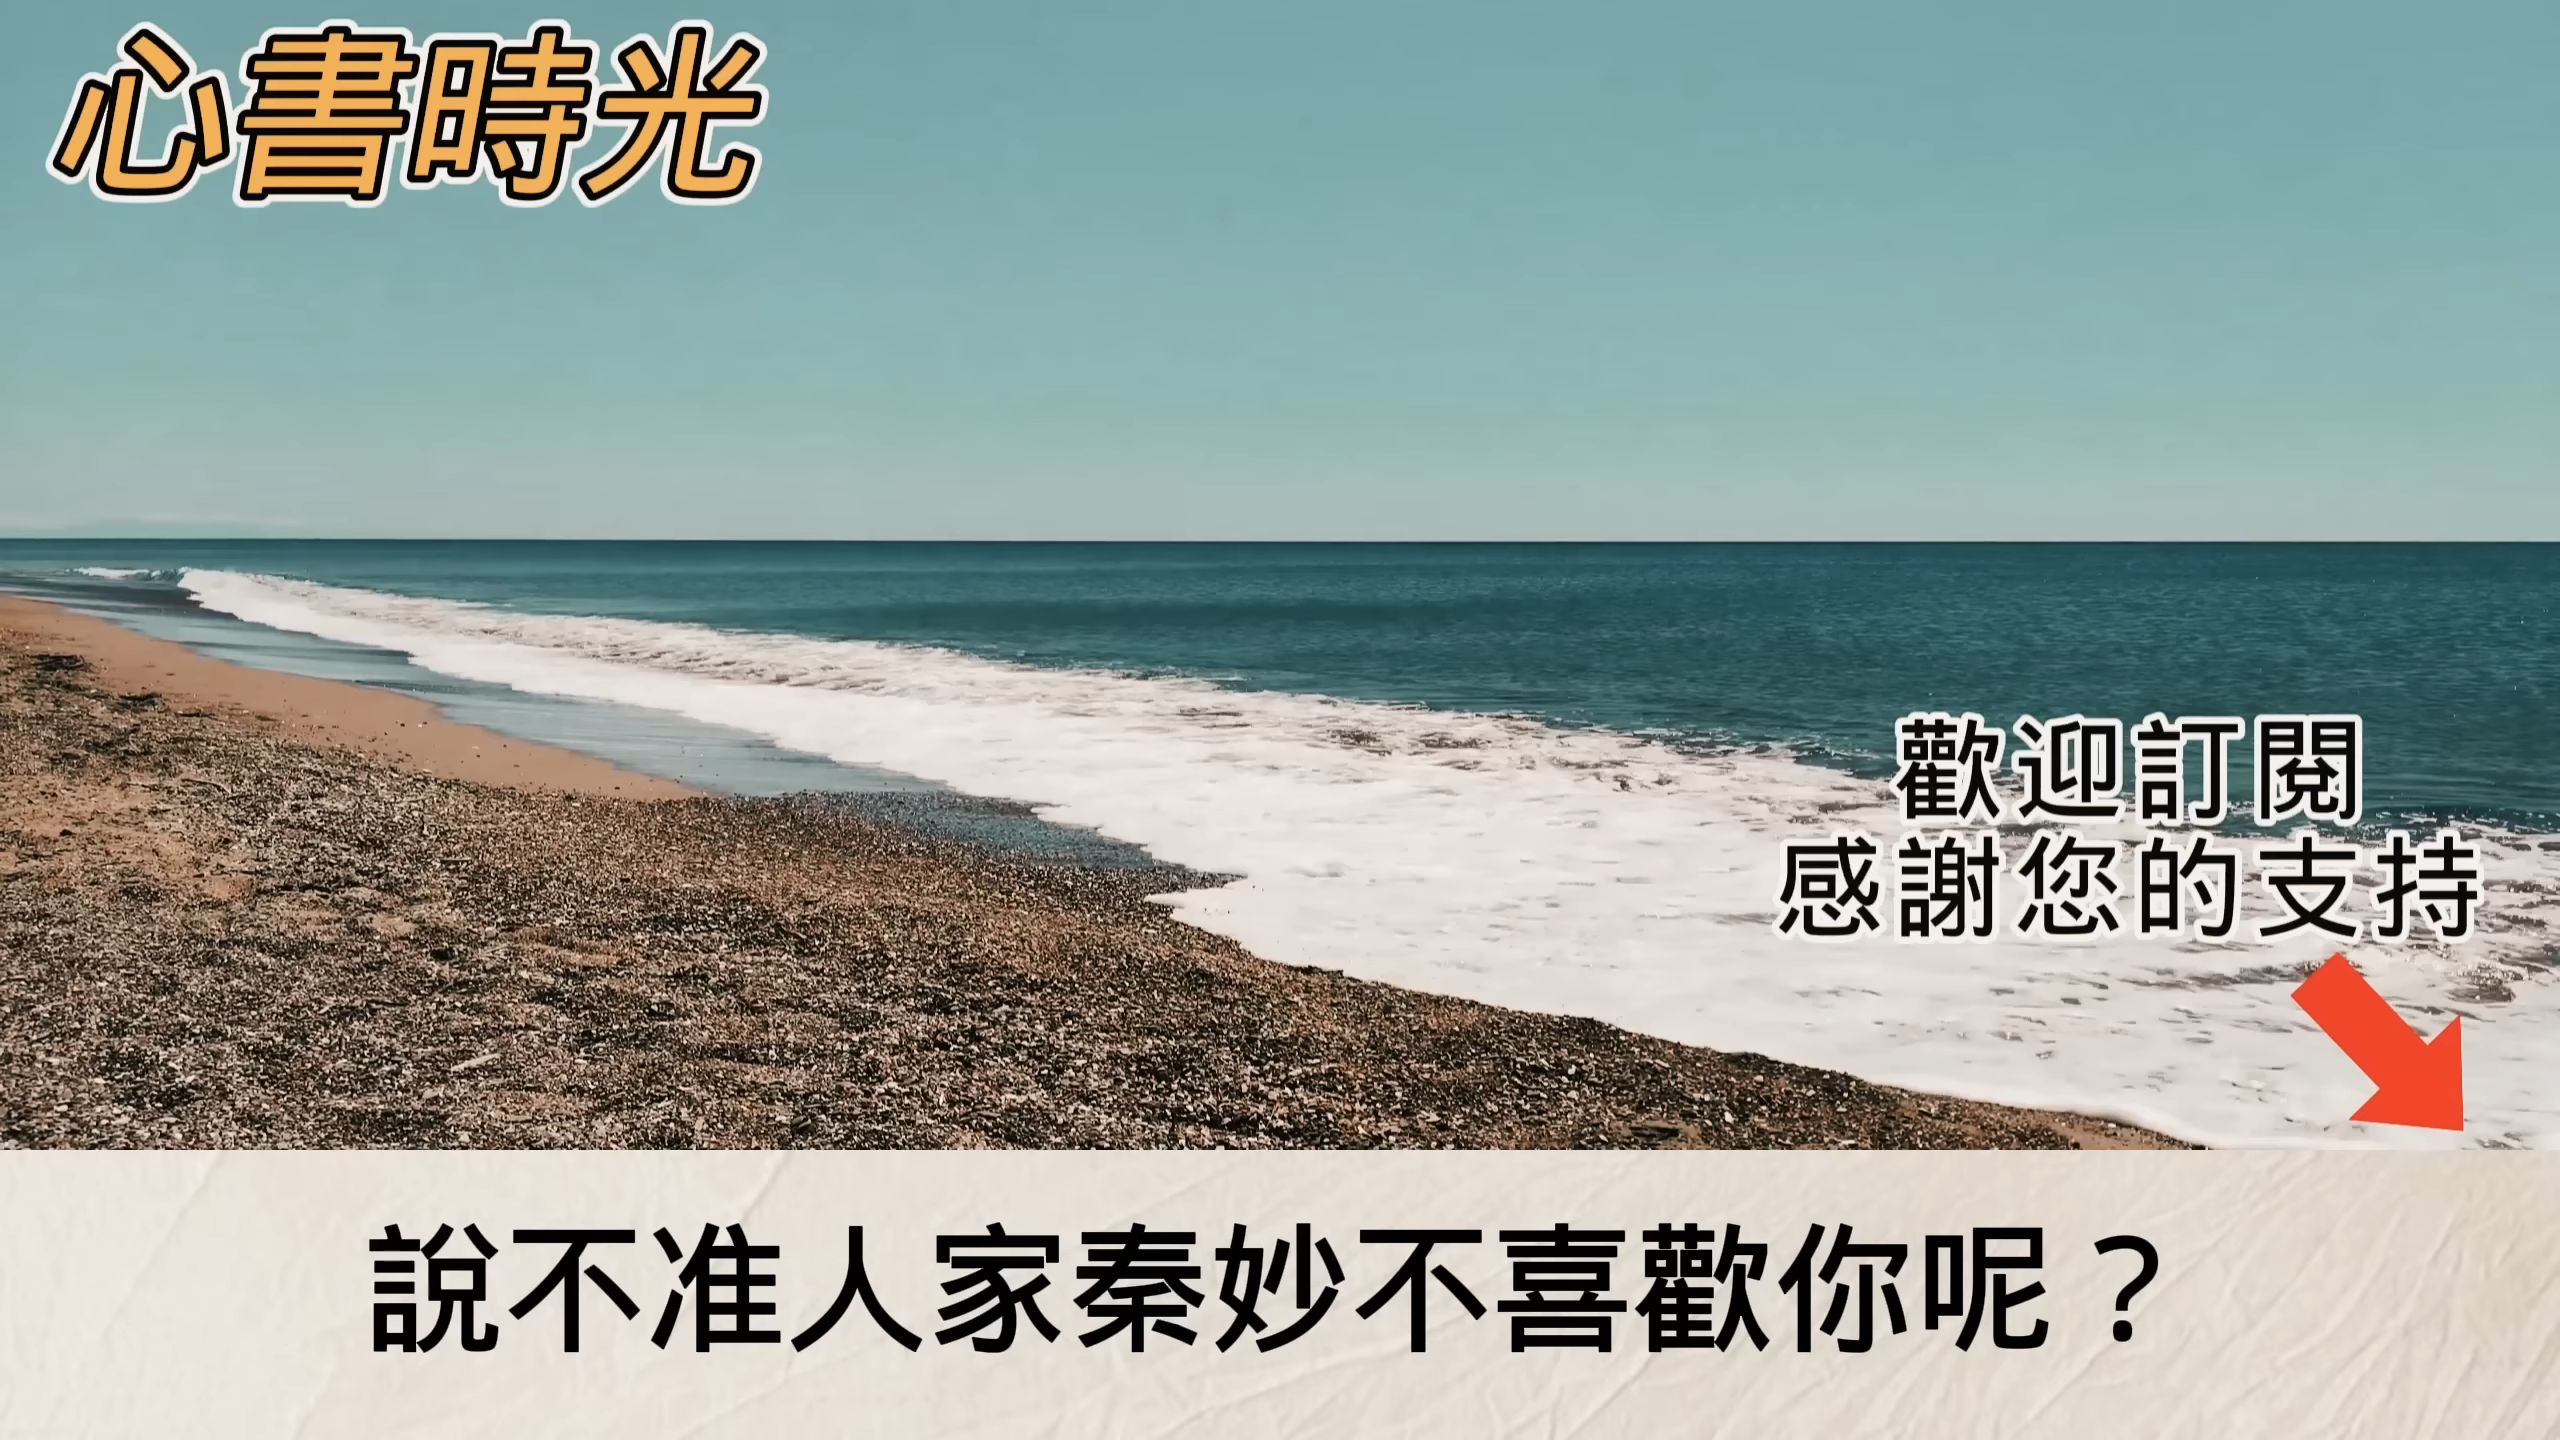 心書時光
歡迎訂閱
感謝您的支持
說不准人家秦妙不喜歡你呢？